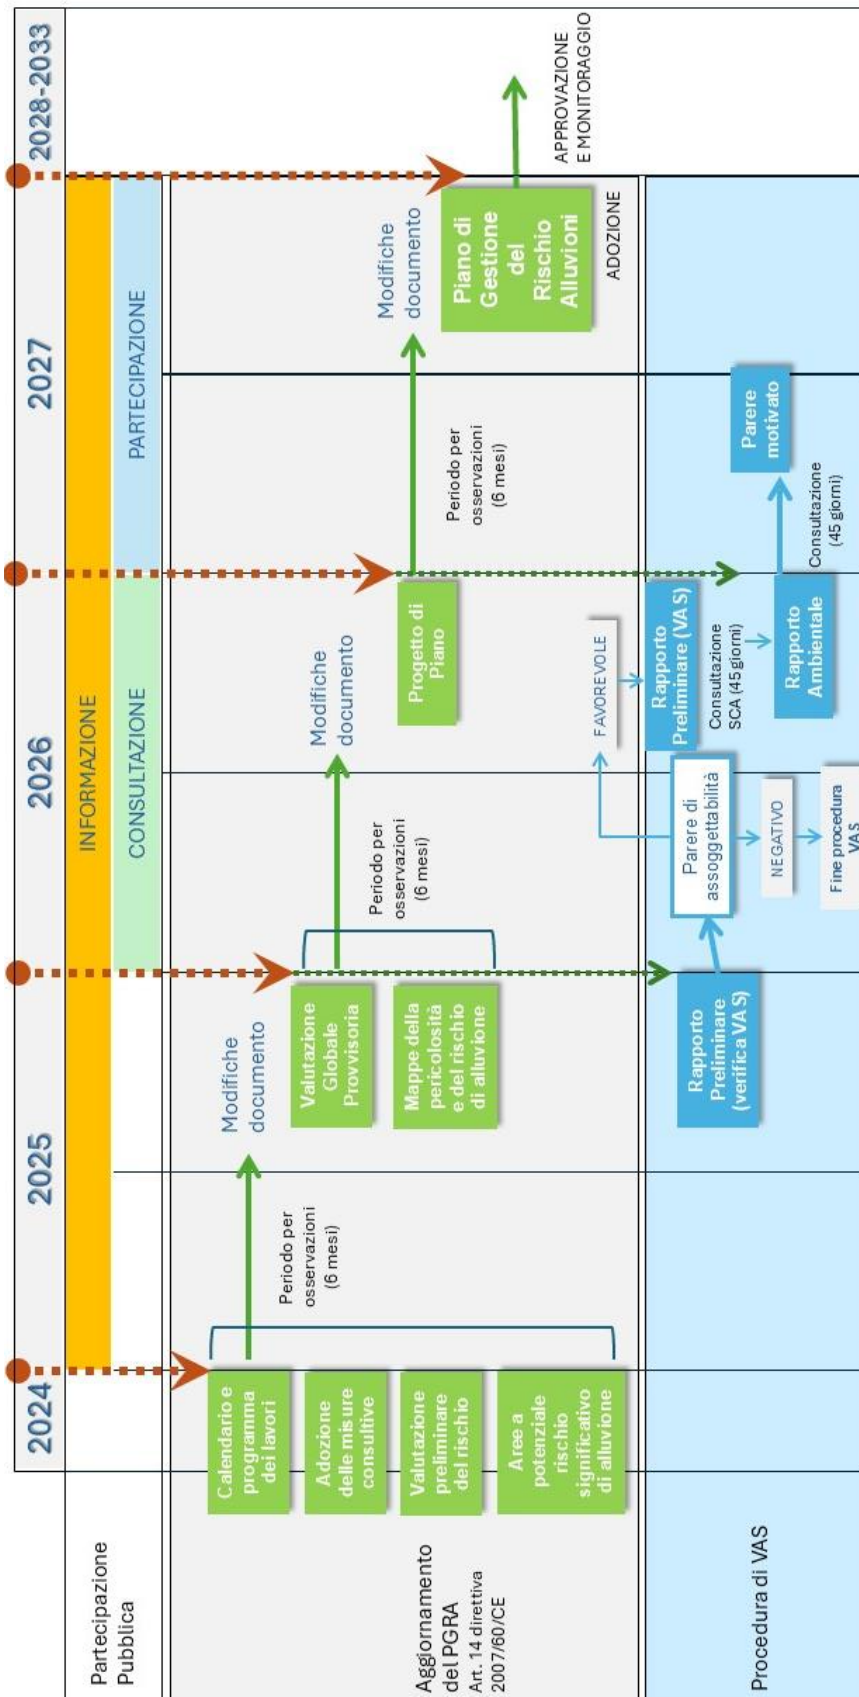 2024
2025
2026
2027
2028-2033
Partecipazione
Pubblica
INFORMAZIONE
CONSULTAZIONE
PARTECIPAZIONE
Aggiornamento
del PGRA
Art. 14 direttiva
2007/60/CE
Calendario e
programma
dei lavori
Adozione
delle misure
consultive
Valutazione
preliminare
del rischio
Aree a
potenziale
rischio
significativo
di alluvione
Periodo per
osservazioni
(6 mesi)
Modifiche
documento
Valutazione
Globale
Provvisoria
Mappe della
pericolosità
e del rischio
di alluvione
Periodo per
osservazioni
(6 mesi)
Modifiche
documento
Progetto di
Piano
Periodo per
osservazioni
(6 mesi)
Modifiche
documento
Piano di
Gestione
del
Rischio
Alluvioni
ADOZIONE
APPROVAZIONE
E MONITORAGGIO
Procedura di VAS
Rapporto
Preliminare
(verifica VAS)
Parere di
assoggettabilità
NEGATIVO
Fine procedura
VAS
FAVOREVOLE
Rapporto
Preliminare (VAS)
Consultazione
SCA (45giorni)
Rapporto
Ambientale
Consultazione
(45 giorni)
Parere
motivato